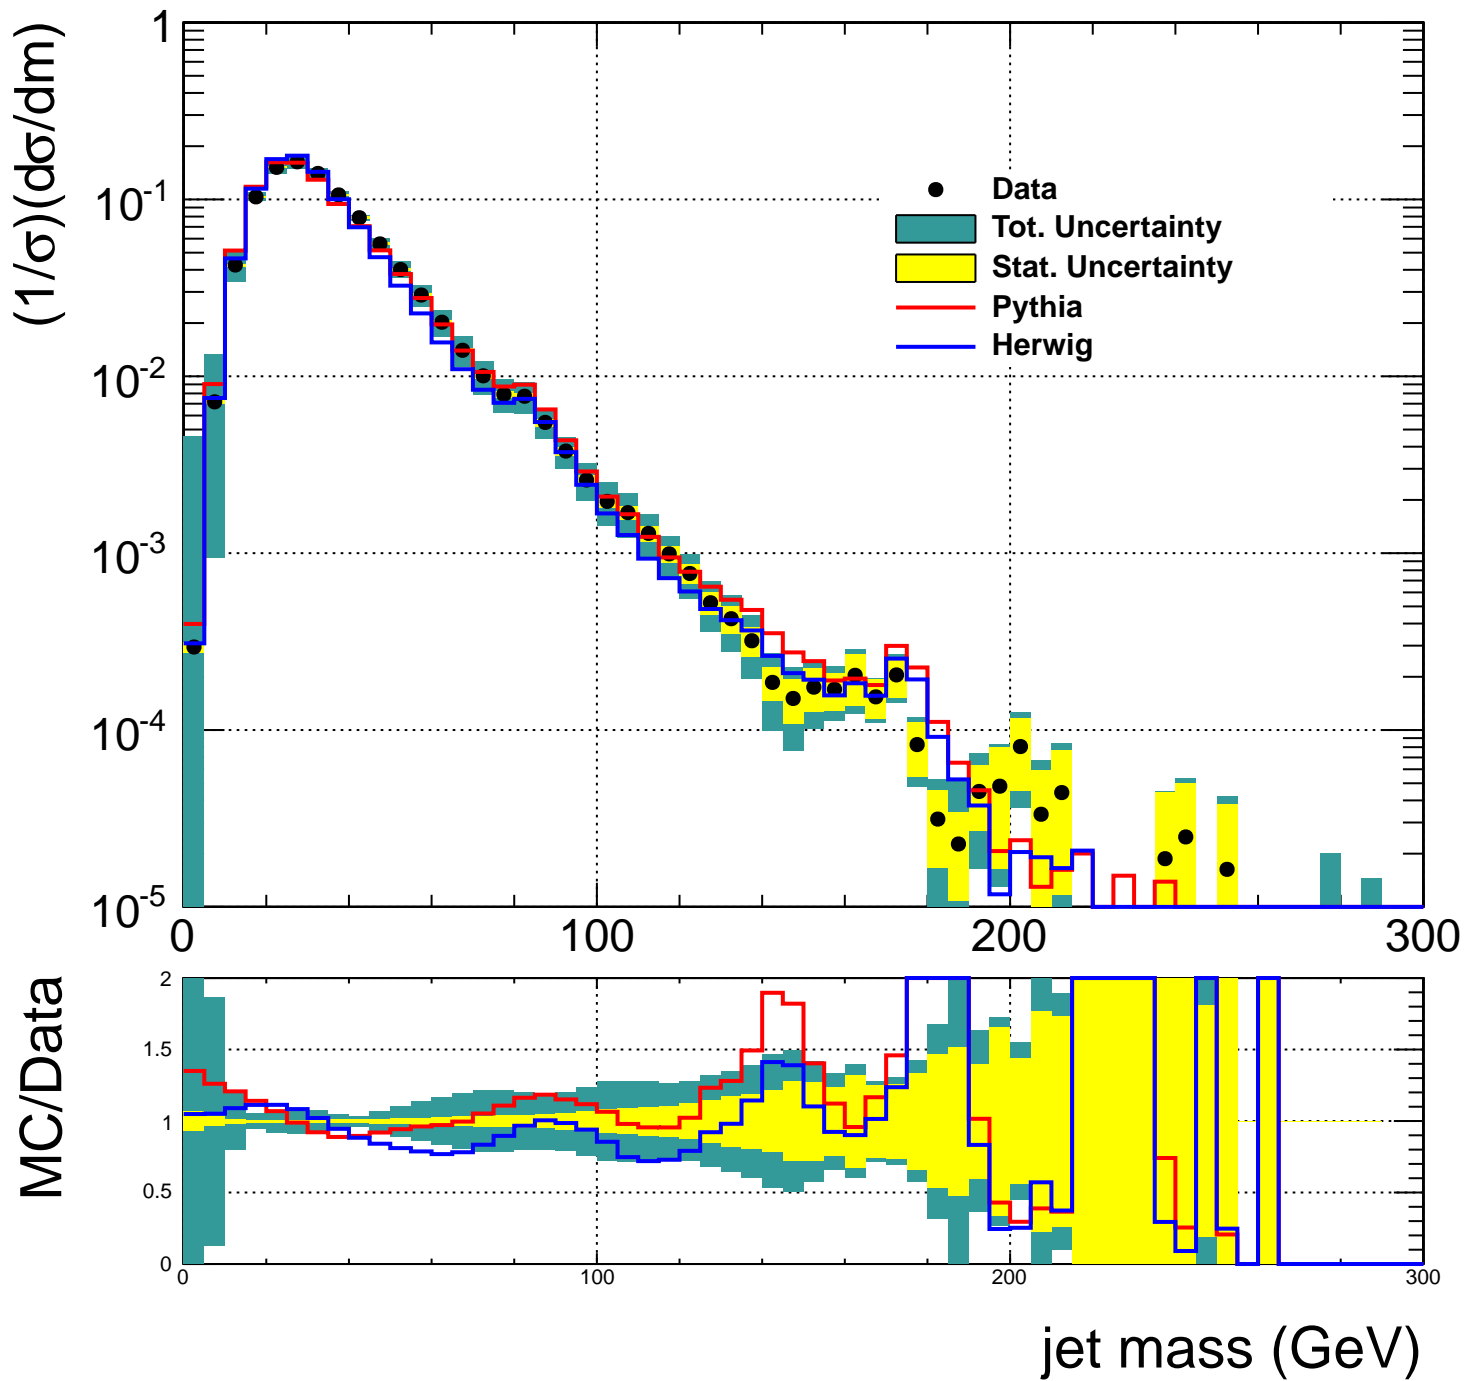 (1/σ)(dσ/dm)
1
10-1
10-2
10-3
10-4
10-5
Data
Tot. Uncertainty
Stat. Uncertainty
Pythia
Herwig
0 100 200 300
MC/Data
2
1.5
1
0.5
0
0 100 200 300
jet mass (GeV)